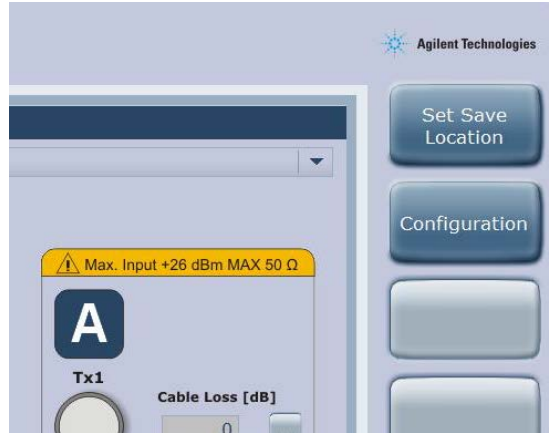 Agilent Technologies
Set Save
Location
Configuration
Max. Input +26 dBm MAX 50 Ω
A
Tx1
Cable Loss [dB]
0